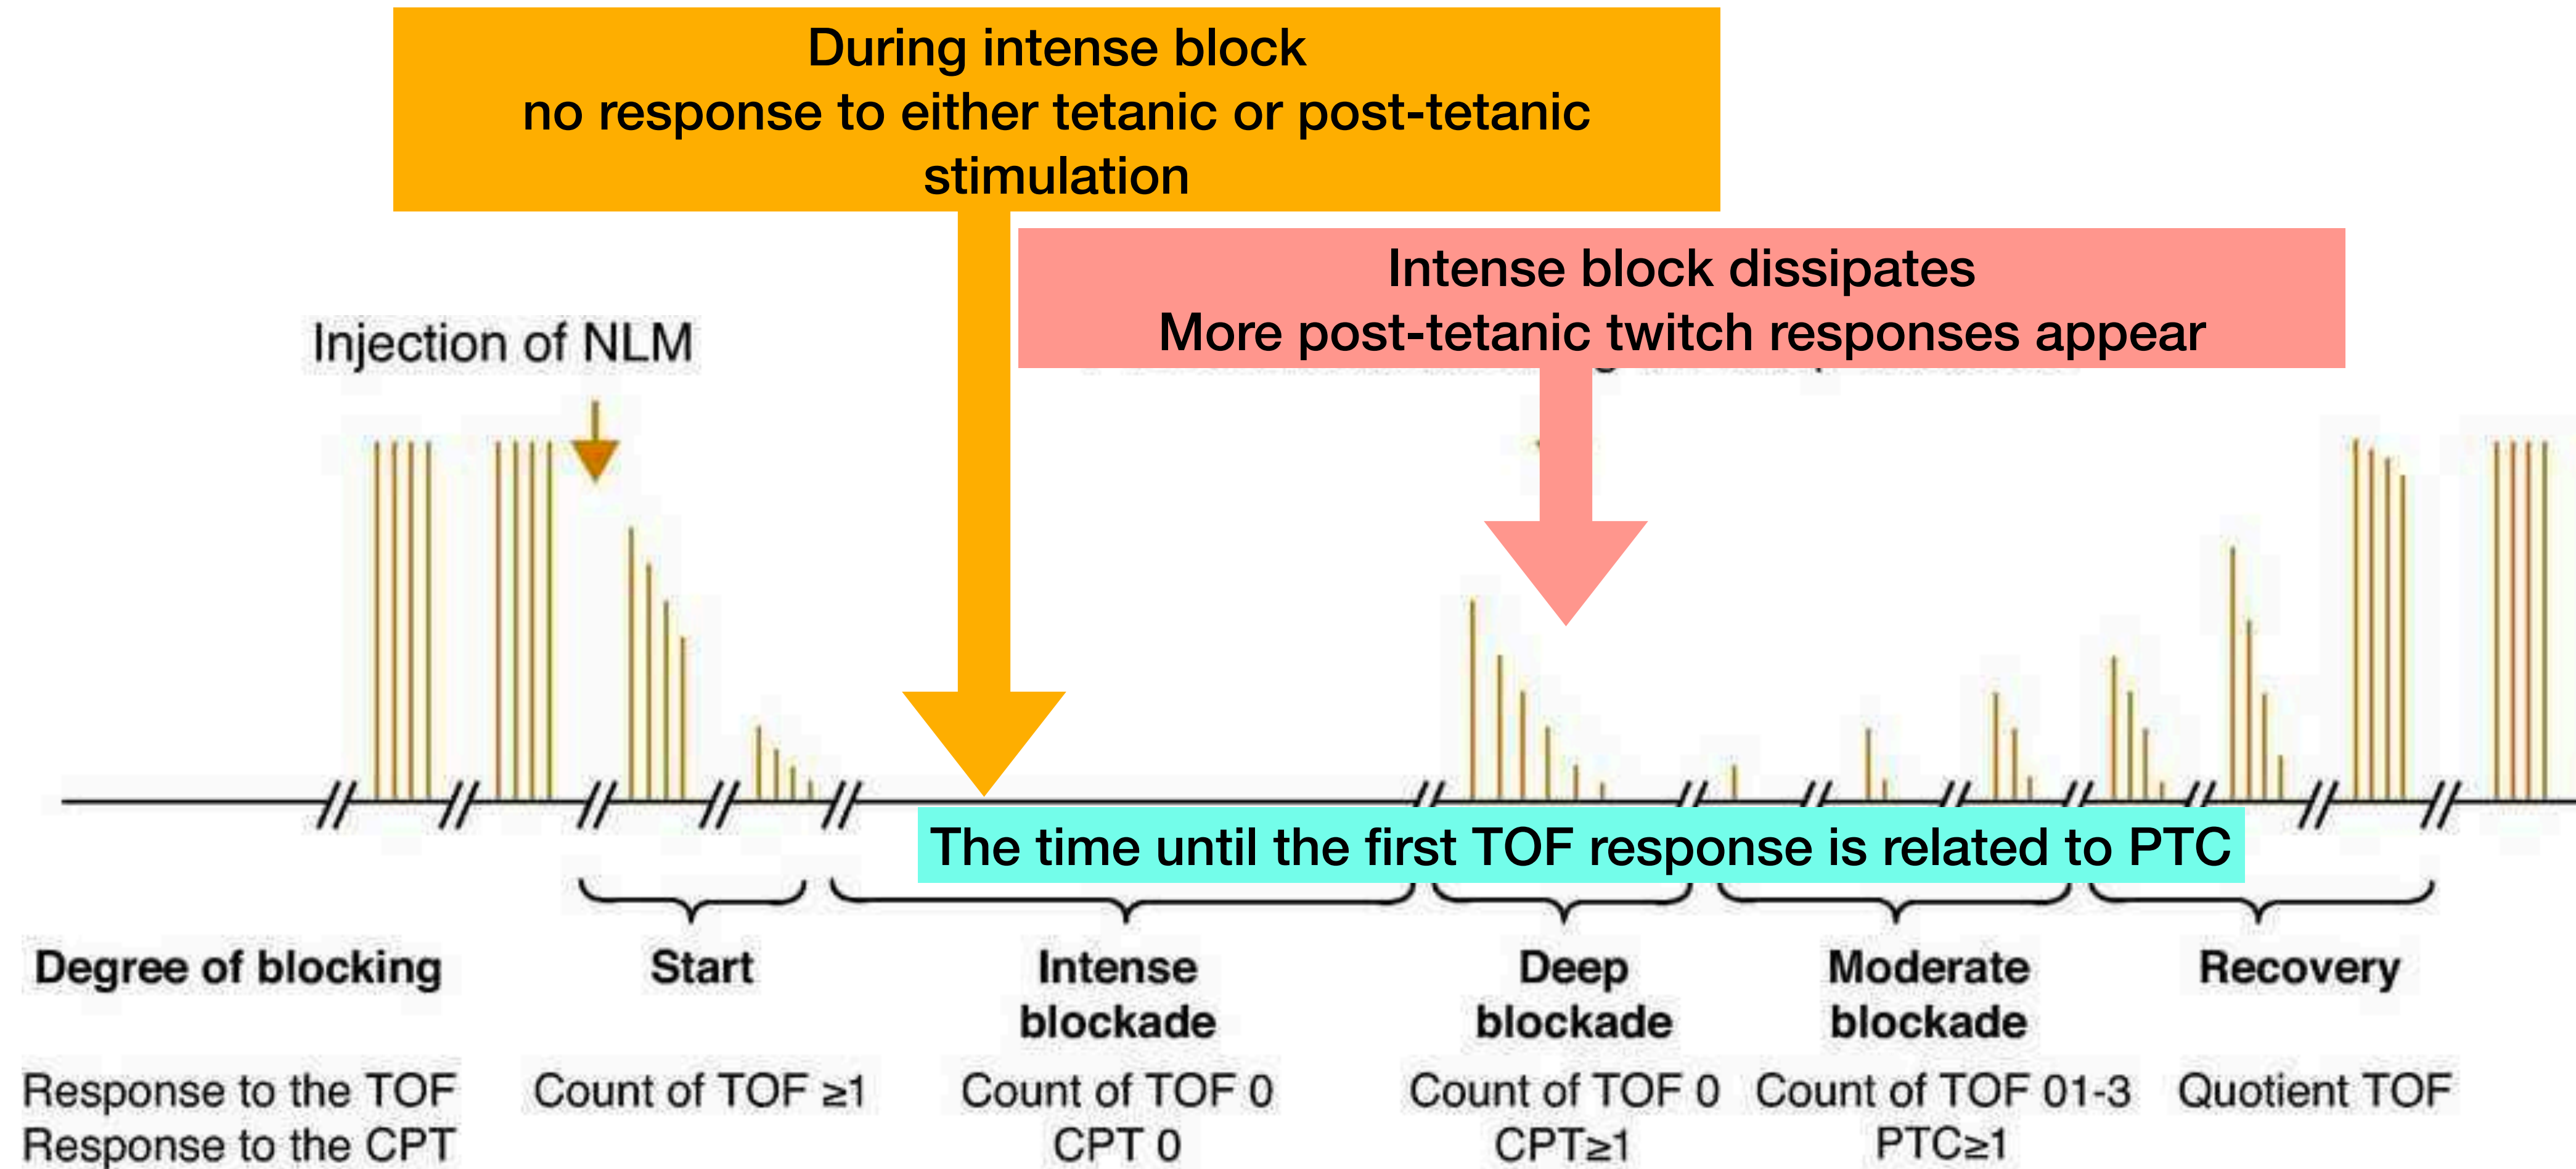 During intense block
no response to either tetanic or post-tetanic
stimulation
Intense block dissipates
More post-tetanic twitch responses appear
Injection of NLM
The time until the first TOF response is related to PTC
Degree of blocking
Start
Intense
blockade
Deep
blockade
Moderate
blockade
Recovery
Response to the TOF
Response to the CPT
Count of TOF ≥1
Count of TOF 0
CPT 0
Count of TOF 0
CPT≥1
Count of TOF 01-3
PTC≥1
Quotient TOF